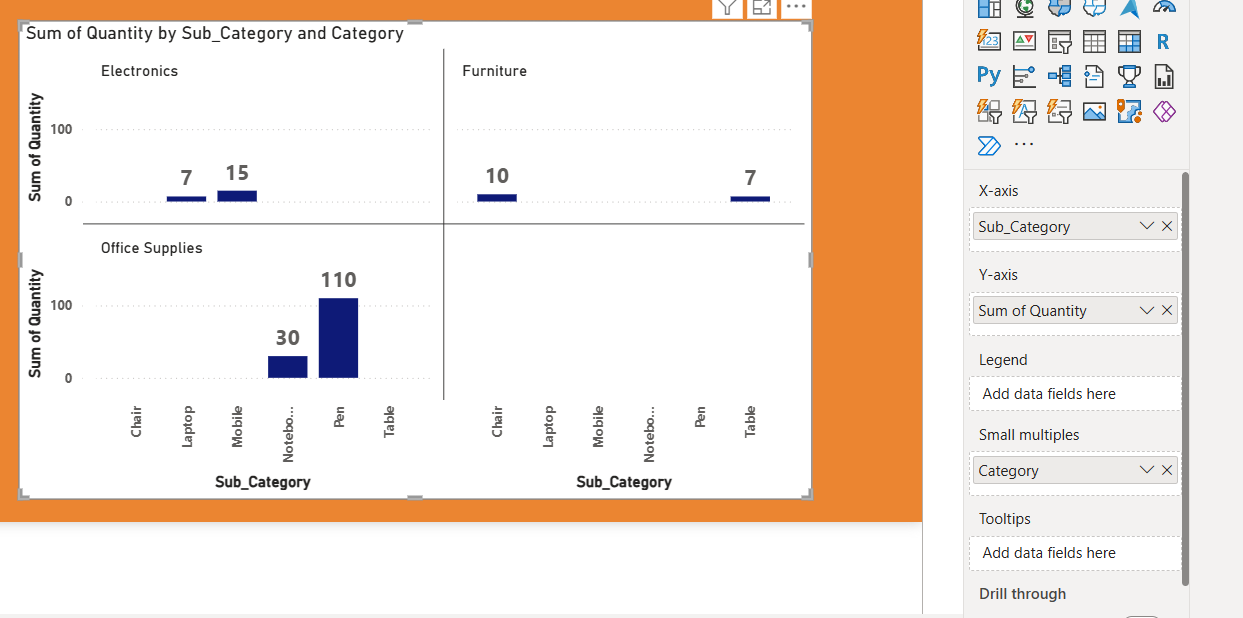 Sum of Quantity by Sub_Category and Category
Electronics
Furniture
Sum of Quantity
100
0
7
15
10
7
Office Supplies
Sum of Quantity
100
0
30
110
Chair
Laptop
Mobile
Notebo...
Pen
Table
Chair
Laptop
Mobile
Notebo...
Pen
Table
Sub_Category
Sub_Category
123
R
Py
X-axis
Sub_Category
Y-axis
Sum of Quantity
Legend
Add data fields here
Small multiples
Category
Tooltips
Add data fields here
Drill through